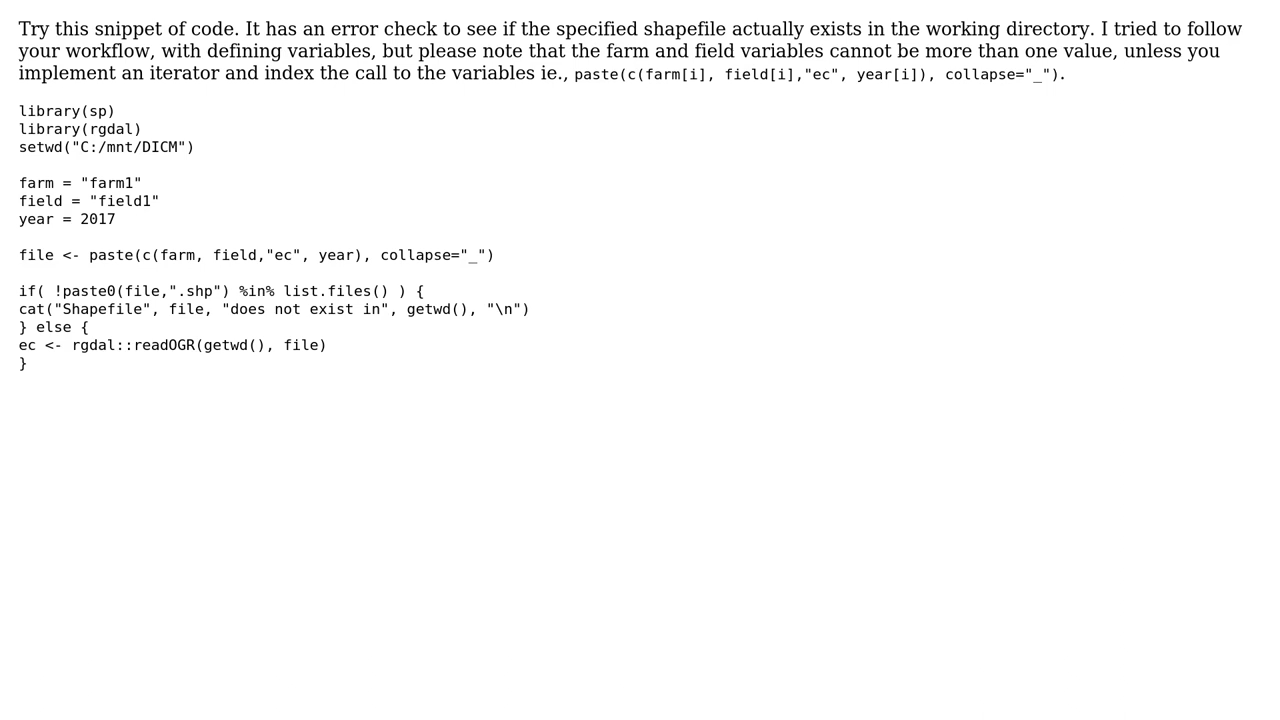 Try this snippet of code. It has an error check to see if the specified shapefile actually exists in the working directory. I tried to follow
your workflow, with defining variables, but please note that the farm and field variables cannot be more than one value, unless you
implement an iterator and index the call to the variables ie., paste(c(farm[i], field[i],"ec", year[i]), collapse="_").
library(sp)
library(rgdal)
setwd("C:/mnt/DICM")
farm = "farm1"
field = "field1"
year = 2017
file <- paste(c(farm, field,"ec", year), collapse="_")
if( !paste0(file,".shp") %in% list.files() ) {
cat("Shapefile", file, "does not exist in", getwd(), "\n")
} else {
ec <- rgdal::readOGR(getwd(), file)
}